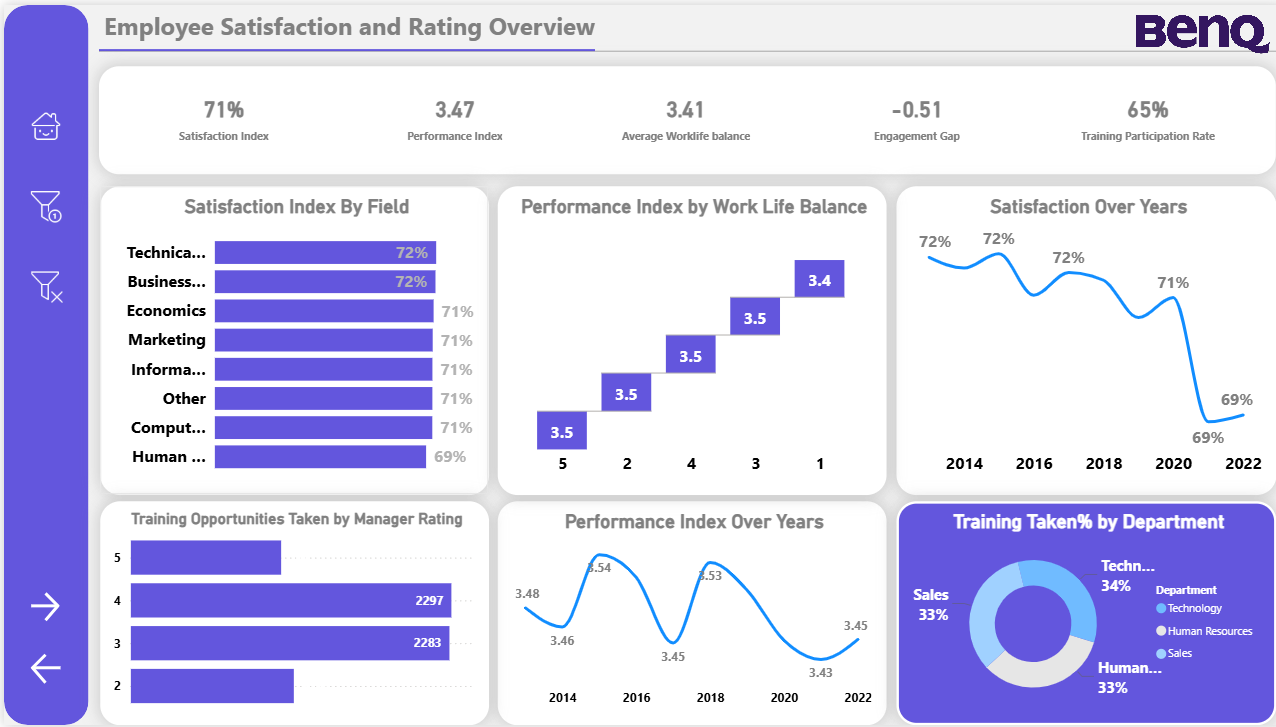 Employee Satisfaction and Rating Overview
BenQ
71%
Satisfaction Index
3.47
Performance Index
3.41
Average Worklife balance
-0.51
Engagement Gap
65%
Training Participation Rate
1
Satisfaction Index By Field
Technica... 72%
Business... 72%
Economics 71%
Marketing 71%
Informa... 71%
Other 71%
Comput... 71%
Human ... 69%
Performance Index by Work Life Balance
3.4
3.5
3.5
3.5
3.5
5 2 4 3 1
Satisfaction Over Years
72% 72% 72% 71% 69% 69%
2014 2016 2018 2020 2022
Training Opportunities Taken by Manager Rating
5
4 2297
3 2283
2
Performance Index Over Years
3.48 3.46 3.54 3.45 3.53 3.43 3.45
2014 2016 2018 2020 2022
Training Taken% by Department
Techn...
34%
Sales
33%
Human...
33%
Department
Technology
Human Resources
Sales